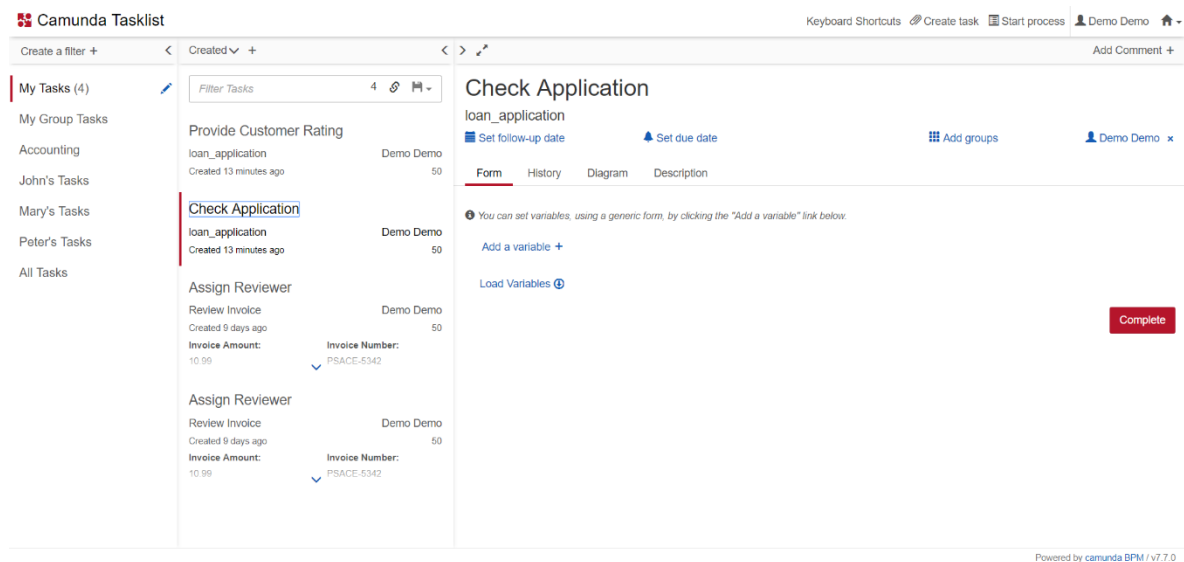 Camunda Tasklist
Keyboard Shortcuts Create task Start process Demo Demo
Create a filter +
Created +
Add Comment +
My Tasks (4)
My Group Tasks
Accounting
John's Tasks
Mary's Tasks
Peter's Tasks
All Tasks
Filter Tasks 4
Provide Customer Rating
loan_application Demo Demo
Created 13 minutes ago 50
Check Application
loan_application Demo Demo
Created 13 minutes ago 50
Assign Reviewer
Review Invoice Demo Demo
Created 9 days ago 50
Invoice Amount: Invoice Number:
10.99 PSACE-5342
Assign Reviewer
Review Invoice Demo Demo
Created 9 days ago 50
Invoice Amount: Invoice Number:
10.99 PSACE-5342
Check Application
loan_application
Set follow-up date Set due date Add groups Demo Demo ×
Form History Diagram Description
You can set variables, using a generic form, by clicking the "Add a variable" link below.
Add a variable +
Load Variables
Complete
Powered by camunda BPM / v7.7.0